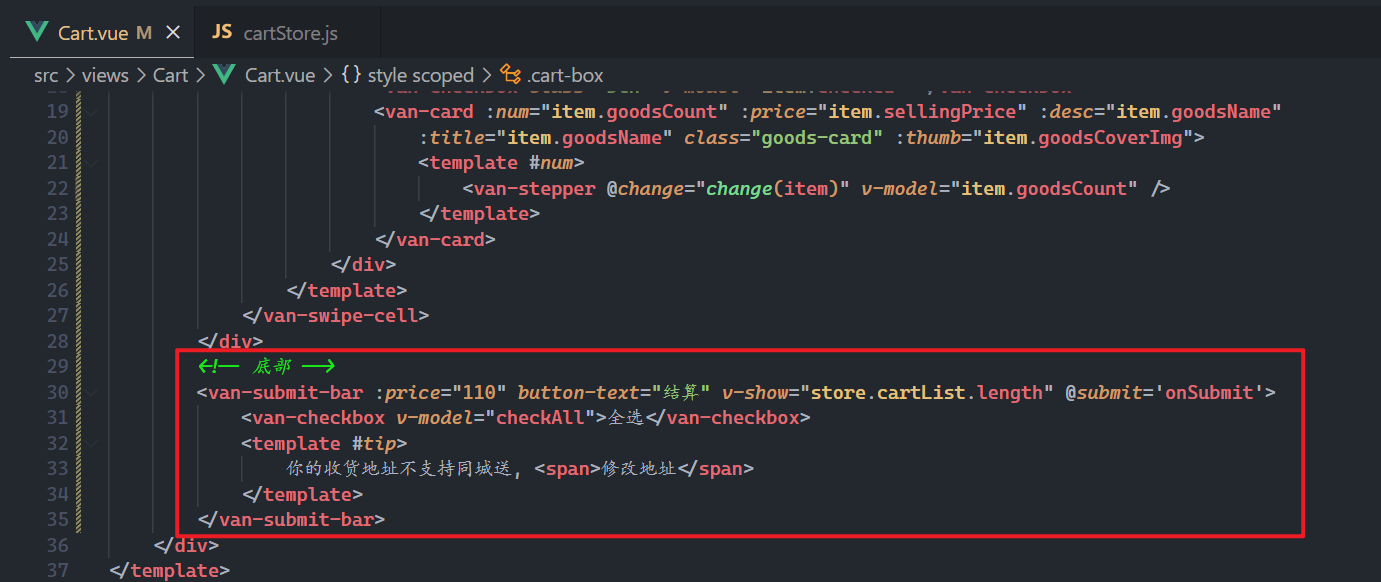 Cart.vue M × JS cartStore.js
src > views > Cart > Cart.vue > {} style scoped > .cart-box
19 <van-card :num="item.goodsCount" :price="item.sellingPrice" :desc="item.goodsName"
20 :title="item.goodsName" class="goods-card" :thumb="item.goodsCoverImg">
21 <template #num>
22 <van-stepper @change="change(item)" v-model="item.goodsCount" />
23 </template>
24 </van-card>
25 </div>
26 </template>
27 </van-swipe-cell>
28 </div>
29 <!-- 底部 -->
30 <van-submit-bar :price="110" button-text="结算" v-show="store.cartList.length" @submit='onSubmit'>
31 <van-checkbox v-model="checkAll">全选</van-checkbox>
32 <template #tip>
33 你的收货地址不支持同城送, <span>修改地址</span>
34 </template>
35 </van-submit-bar>
36 </div>
37 </template>